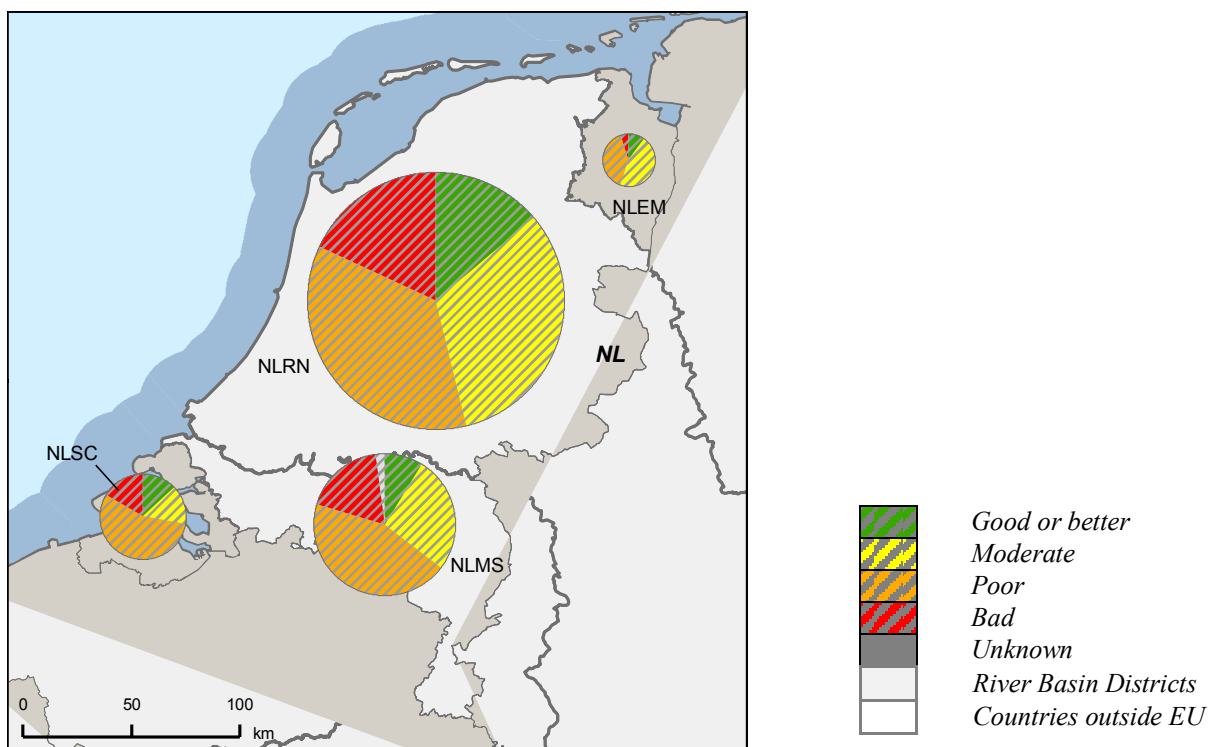 NLEM
NLRN
NL
NLSC
NLMS
0 50 100
km
Good or better
Moderate
Poor
Bad
Unknown
River Basin Districts
Countries outside EU